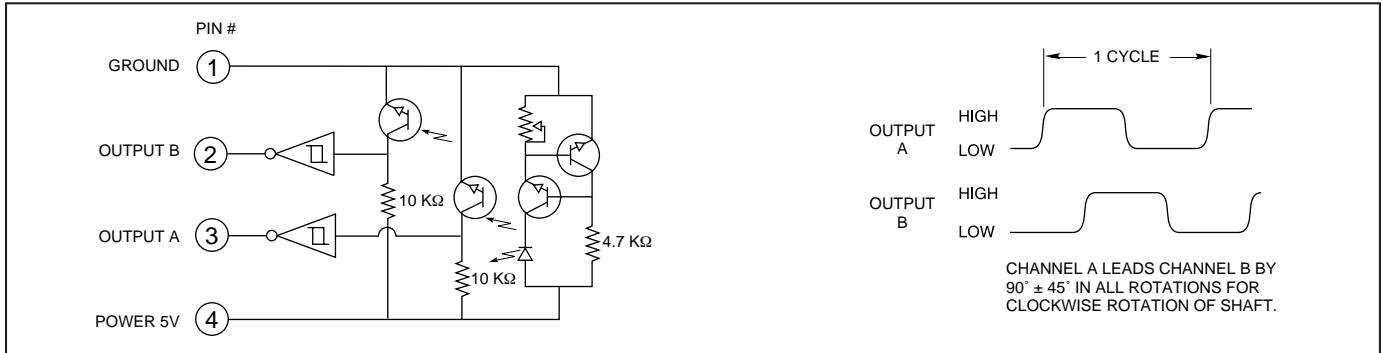 PIN #
GROUND 1
OUTPUT B 2
10 KΩ
OUTPUT A 3
10 KΩ
4.7 KΩ
POWER 5V 4
1 CYCLE
OUTPUT
A
HIGH
LOW
OUTPUT
B
HIGH
LOW
CHANNEL A LEADS CHANNEL B BY
90˚ ± 45˚ IN ALL ROTATIONS FOR
CLOCKWISE ROTATION OF SHAFT.